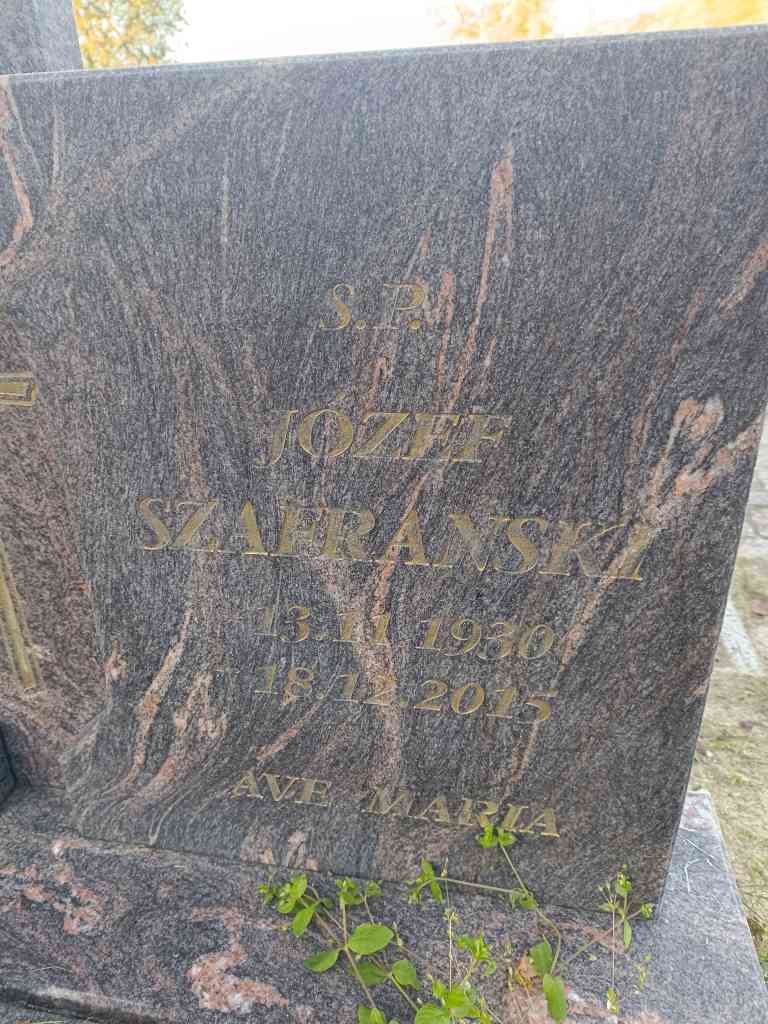 Ś.P.
JÓZEF
SZAFRAŃSKI
* 13.11 1930
+ 18.12.2015
AVE MARIA